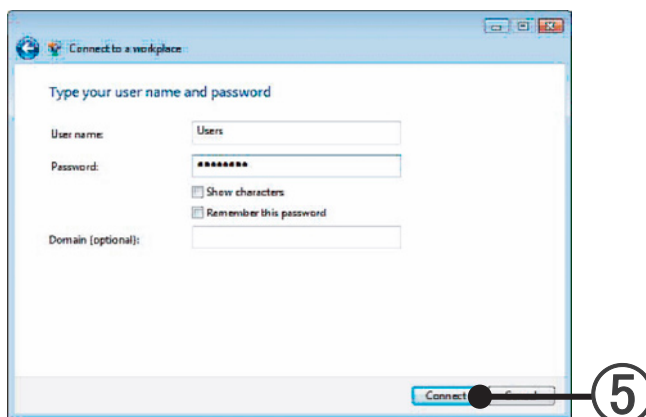 Connect to a workplace
Type your user name and password
User name:
Users
Password:
Show characters
Remember this password
Domain (optional):
Connect
5